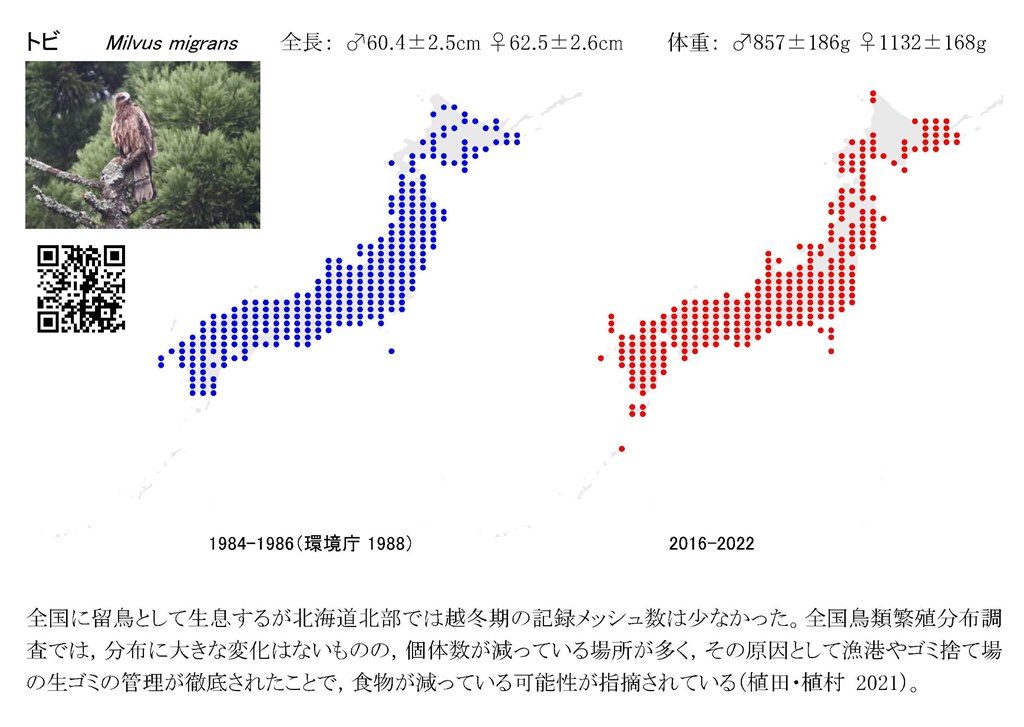 トビ　Milvus migrans　全長： ♂60.4±2.5cm ♀62.5±2.6cm　体重： ♂857±186g ♀1132±168g
1984-1986（環境庁 1988）　2016-2022
全国に留鳥として生息するが北海道北部では越冬期の記録メッシュ数は少なかった。全国鳥類繁殖分布調
査では，分布に大きな変化はないものの，個体数が減っている場所が多く，その原因として漁港やゴミ捨て場
の生ゴミの管理が徹底されたことで，食物が減っている可能性が指摘されている（植田・植村 2021）。